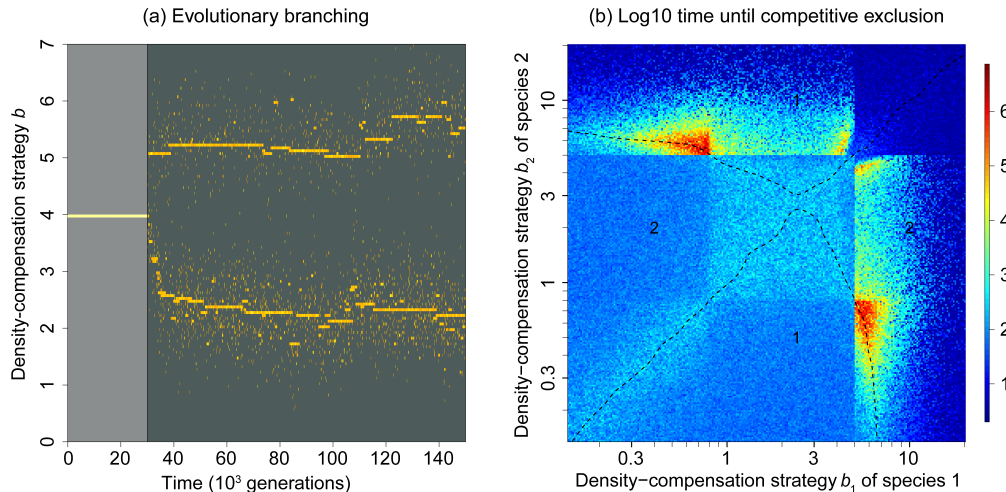 (a) Evolutionary branching
(b) Log10 time until competitive exclusion
Density-compensation strategy b
7
6
5
4
3
2
1
0
0 20 40 60 80 100 120 140
Time (10³ generations)
Density-compensation strategy b₂ of species 2
10
3
1
0.3
1
2
2
1
0.3 1 3 10
Density-compensation strategy b₁ of species 1
6
5
4
3
2
1